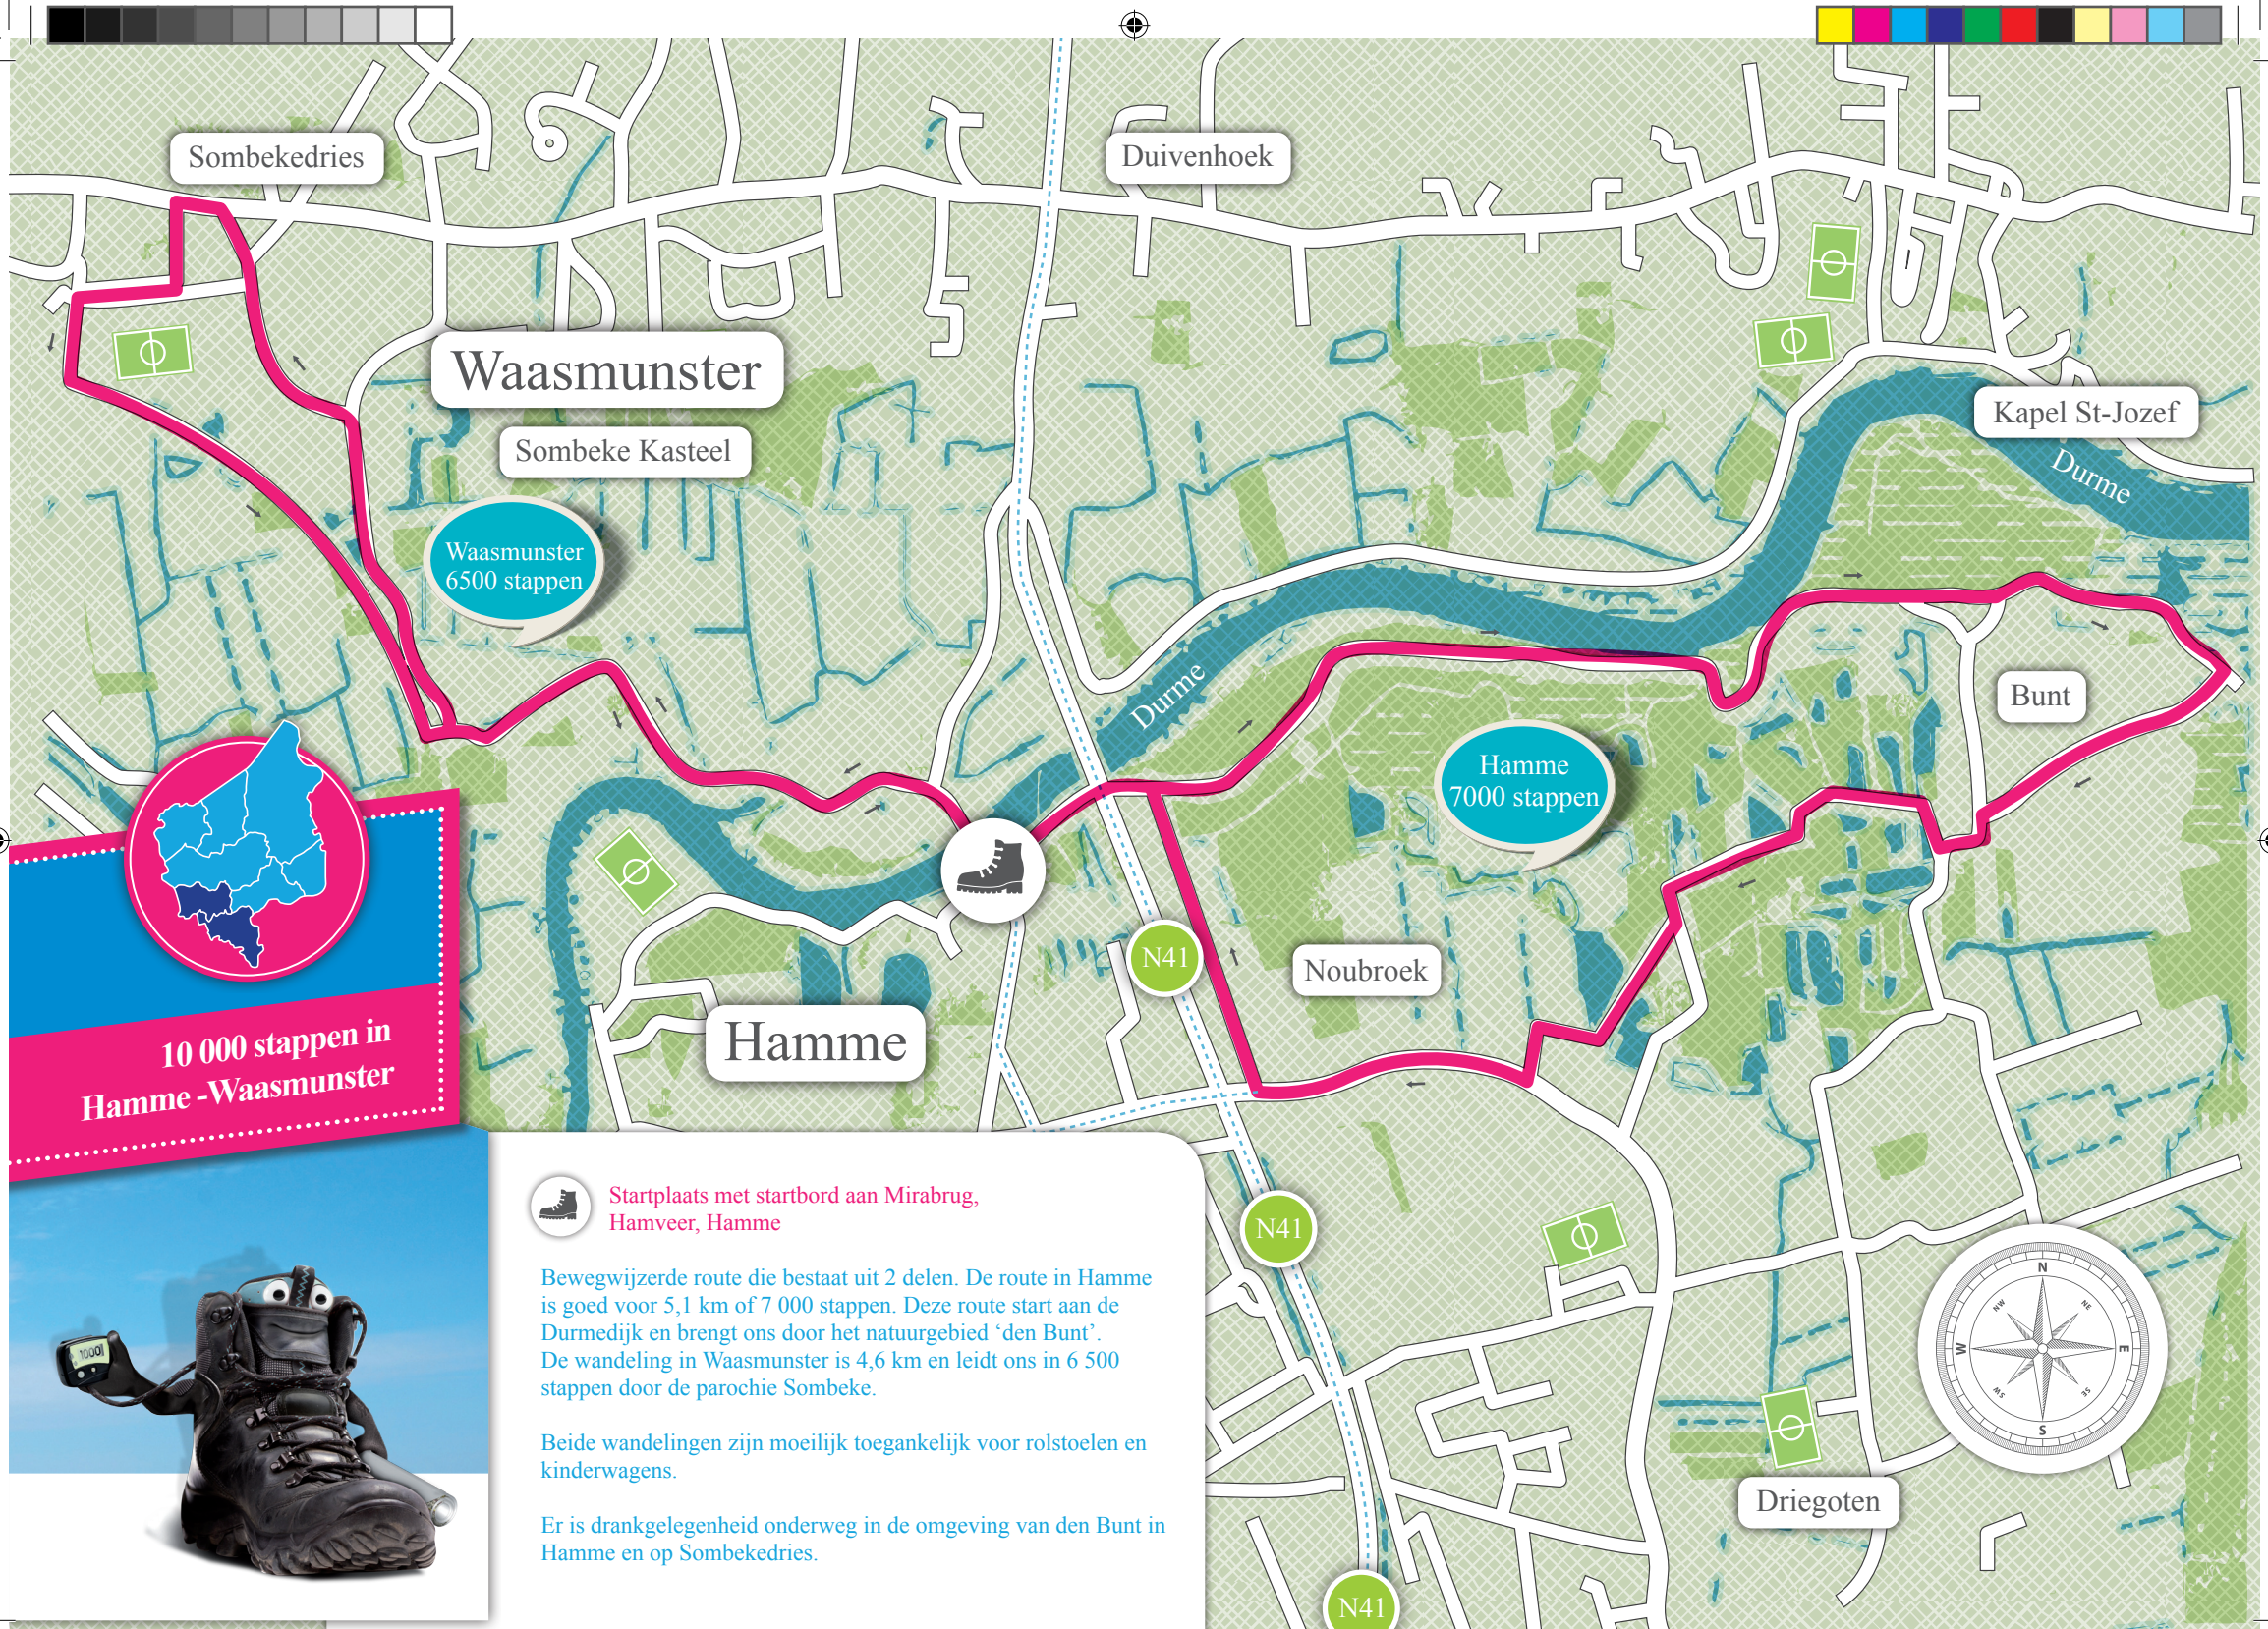 Sombekedries
Duivenhoek
Waasmunster
Sombeke Kasteel
Kapel St-Jozef
Durme
Waasmunster
6500 stappen
Durme
Bunt
Hamme
7000 stappen
N41
Noubroek
Hamme
10 000 stappen in
Hamme -Waasmunster
Startplaats met startbord aan Mirabrug,
Hamveer, Hamme
N41
Bewegwijzerde route die bestaat uit 2 delen. De route in Hamme
is goed voor 5,1 km of 7 000 stappen. Deze route start aan de
Durmedijk en brengt ons door het natuurgebied ‘den Bunt’.
De wandeling in Waasmunster is 4,6 km en leidt ons in 6 500
stappen door de parochie Sombeke.
Beide wandelingen zijn moeilijk toegankelijk voor rolstoelen en
kinderwagens.
Er is drankgelegenheid onderweg in de omgeving van den Bunt in
Hamme en op Sombekedries.
N
NW
NE
W
E
SW
SE
S
Driegoten
N41